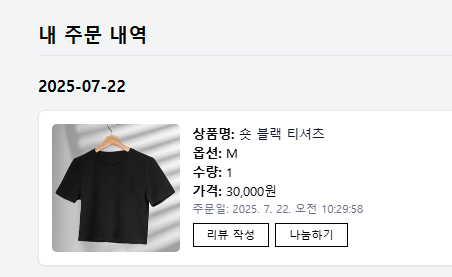 내 주문 내역
2025-07-22
상품명: 숏 블랙 티셔츠
옵션: M
수량: 1
가격: 30,000원
주문일: 2025. 7. 22. 오전 10:29:58
리뷰 작성
나눔하기